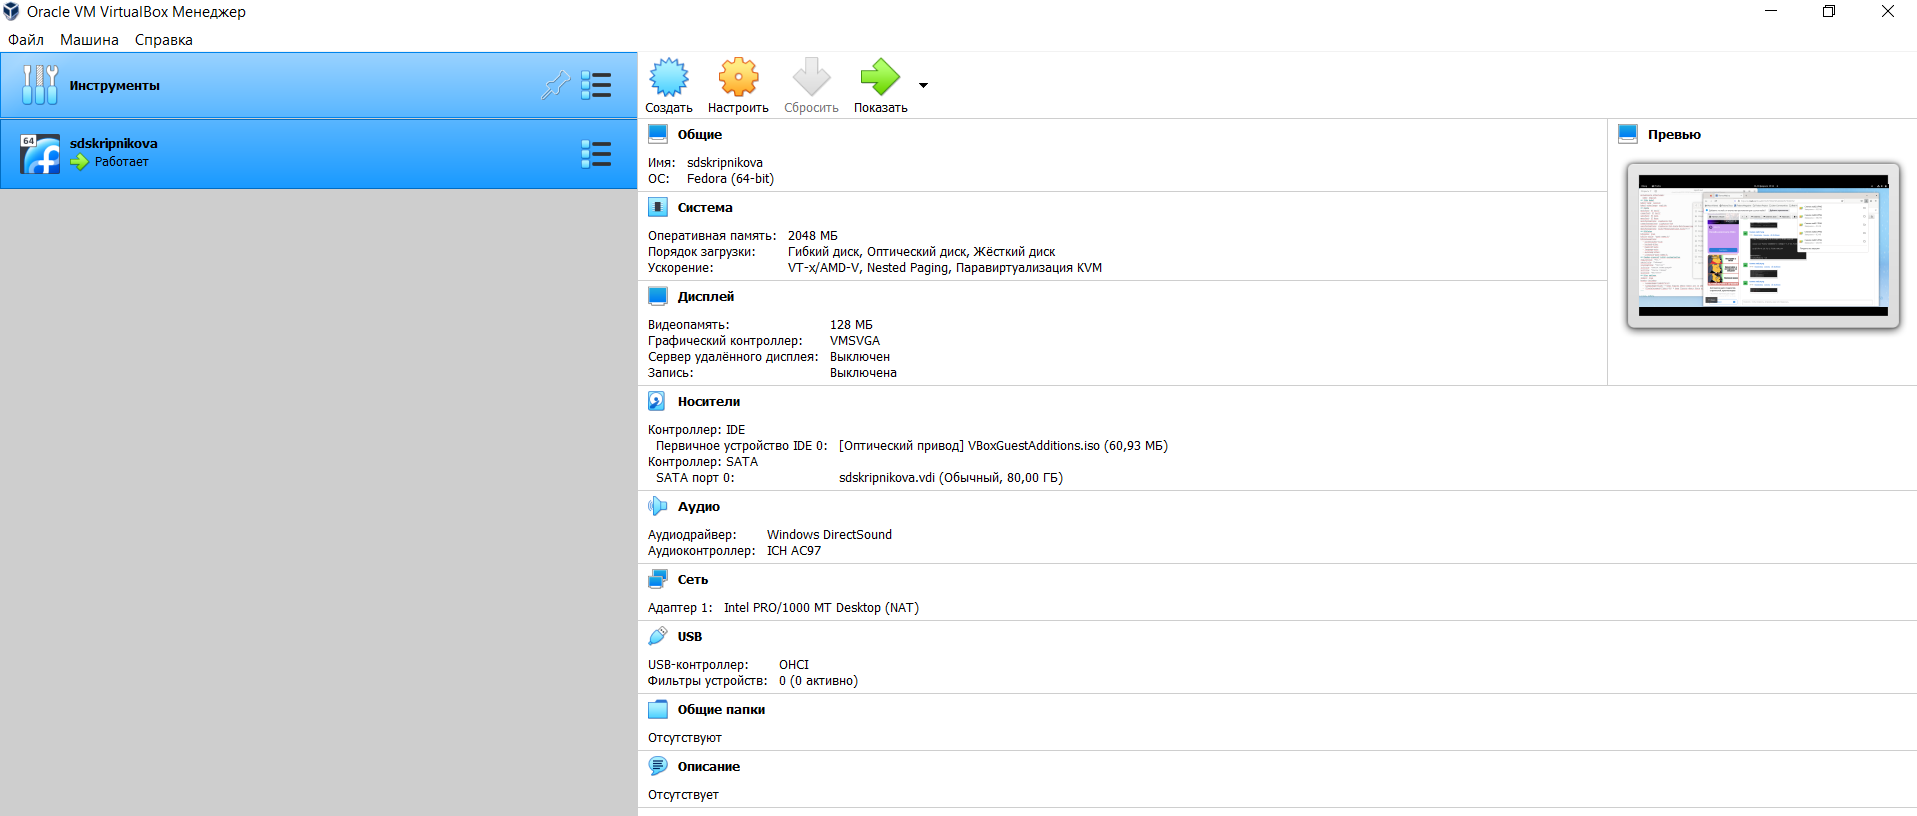 Oracle VM VirtualBox Менеджер
Файл Машина Справка
Инструменты
64
sdskripnikova
Работает
Создать Настроить Сбросить Показать
Общие
Имя: sdskripnikova
ОС: Fedora (64-bit)
Превью
Система
Оперативная память: 2048 МБ
Порядок загрузки: Гибкий диск, Оптический диск, Жёсткий диск
Ускорение: VT-x/AMD-V, Nested Paging, Паравиртуализация KVM
Дисплей
Видеопамять: 128 МБ
Графический контроллер: VMSVGA
Сервер удалённого дисплея: Выключен
Запись: Выключена
Носители
Контроллер: IDE
Первичное устройство IDE 0: [Оптический привод] VBoxGuestAdditions.iso (60,93 МБ)
Контроллер: SATA
SATA порт 0: sdskripnikova.vdi (Обычный, 80,00 ГБ)
Аудио
Аудиодрайвер: Windows DirectSound
Аудиоконтроллер: ICH AC97
Сеть
Адаптер 1: Intel PRO/1000 MT Desktop (NAT)
USB
USB-контроллер: OHCI
Фильтры устройств: 0 (0 активно)
Общие папки
Отсутствуют
Описание
Отсутствует